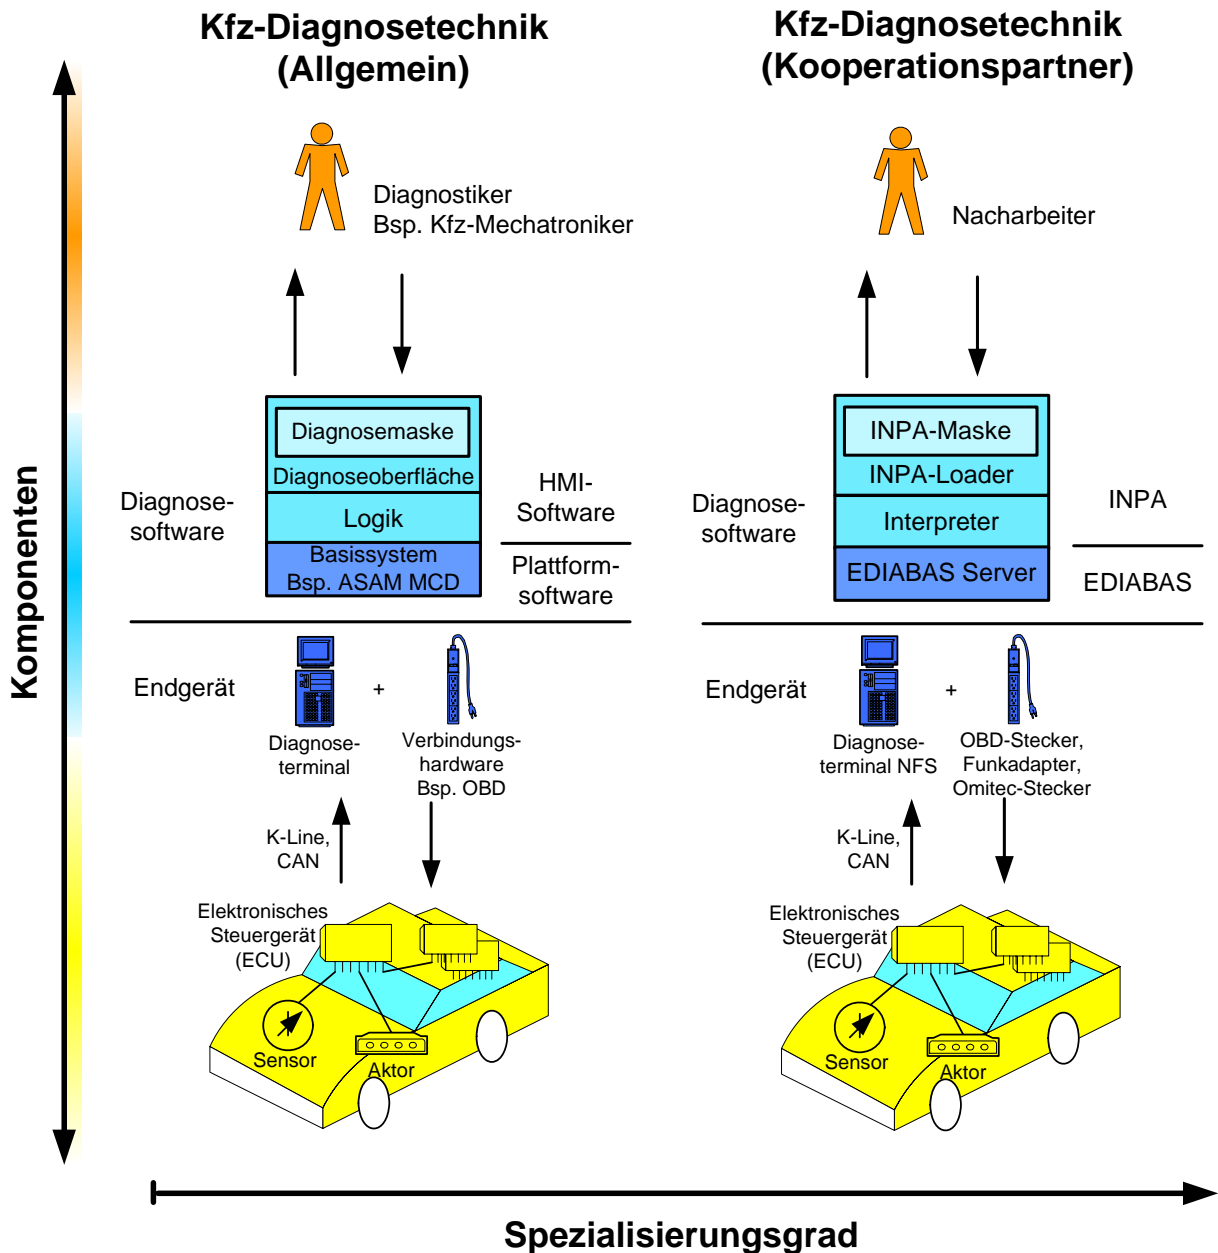 Kfz-Diagnosetechnik
(Allgemein)
Kfz-Diagnosetechnik
(Kooperationspartner)
Komponenten
Diagnostiker
Bsp. Kfz-Mechatroniker
Diagnose-
software
Diagnosemaske
Diagnoseoberfläche
Logik
Basissystem
Bsp. ASAM MCD
HMI-
Software
Plattform-
software
Endgerät
+
Diagnose-
terminal
Verbindungs-
hardware
Bsp. OBD
K-Line,
CAN
Elektronisches
Steuergerät
(ECU)
Sensor
Aktor
Nacharbeiter
Diagnose-
software
INPA-Maske
INPA-Loader
Interpreter
EDIABAS Server
INPA
EDIABAS
Endgerät
+
Diagnose-
terminal NFS
OBD-Stecker,
Funkadapter,
Omitec-Stecker
K-Line,
CAN
Elektronisches
Steuergerät
(ECU)
Sensor
Aktor
Spezialisierungsgrad